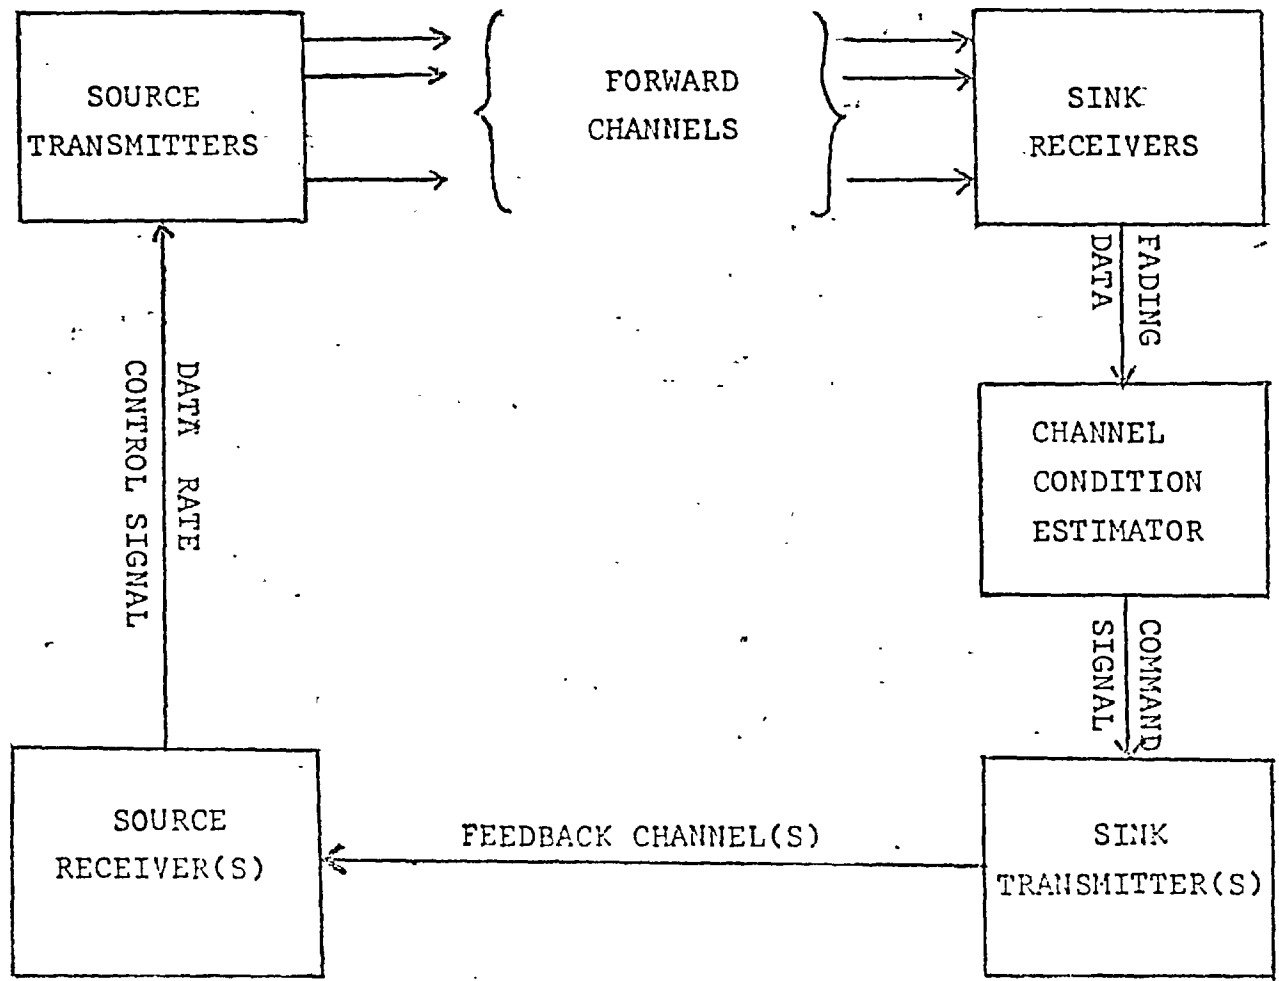 SOURCE
TRANSMITTERS
FORWARD
CHANNELS
SINK
RECEIVERS
FADING
DATA
CHANNEL
CONDITION
ESTIMATOR
COMMAND
SIGNAL
SINK
TRANSMITTER(S)
FEEDBACK CHANNEL(S)
SOURCE
RECEIVER(S)
DATA RATE
CONTROL SIGNAL